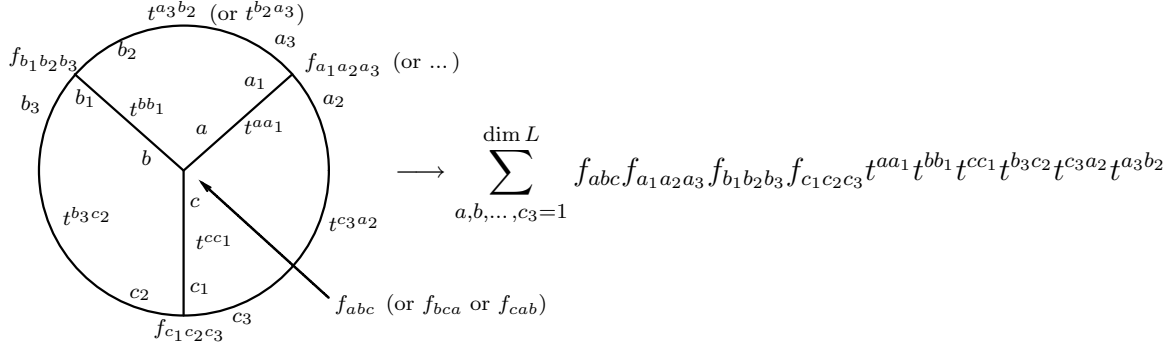 t^{a_3 b_2} (or t^{b_2 a_3})
b_2
a_3
f_{b_1 b_2 b_3}
f_{a_1 a_2 a_3} (or ...)
b_3
b_1
a_1
a_2
t^{bb_1}
a
t^{aa_1}
b
⟶ \sum_{a,b,...,c_3=1}^{dim L} f_{abc} f_{a_1 a_2 a_3} f_{b_1 b_2 b_3} f_{c_1 c_2 c_3} t^{aa_1} t^{bb_1} t^{cc_1} t^{b_3 c_2} t^{c_3 a_2} t^{a_3 b_2}
c
t^{b_3 c_2}
t^{c_3 a_2}
t^{cc_1}
c_2
c_1
c_3
f_{abc} (or f_{bca} or f_{cab})
f_{c_1 c_2 c_3}